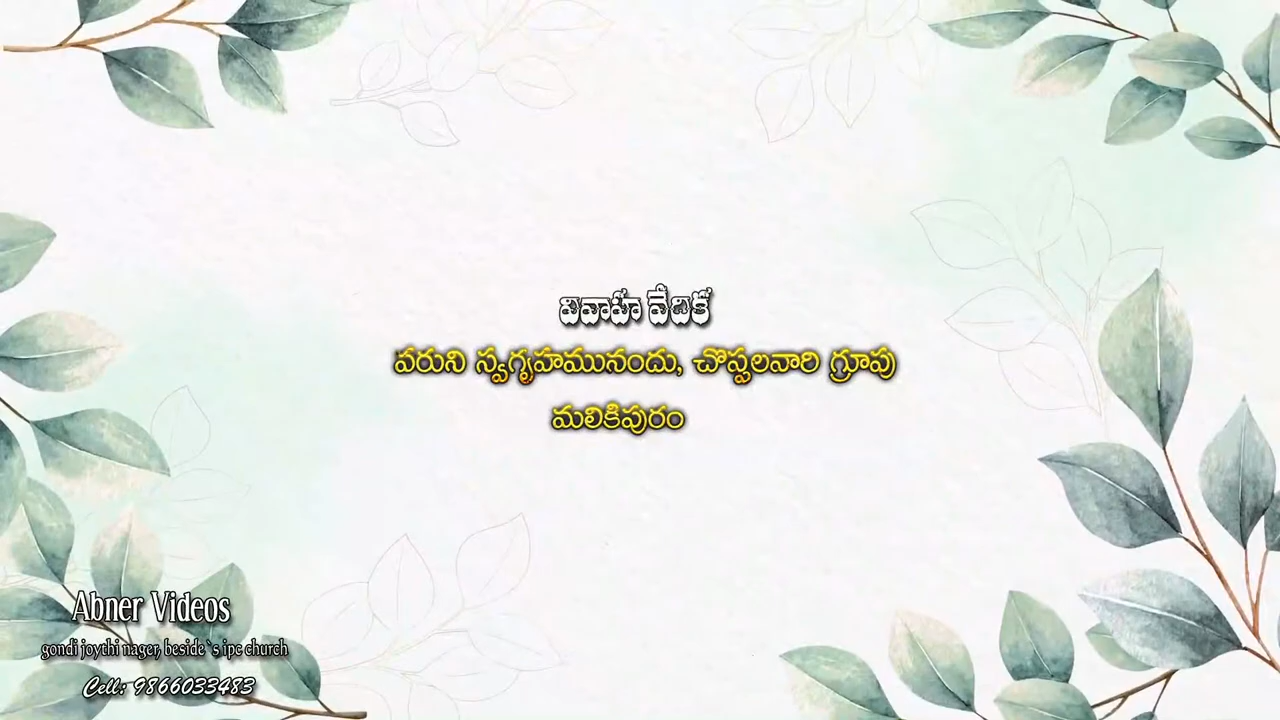 వివాహ వేదిక
వరుని స్వగృహమునందు, చొప్పలవారి గ్రూపు
మలికిపురం
Abner Videos
gondi joythi nager, beside`s ipc church
Cell: 9866033483